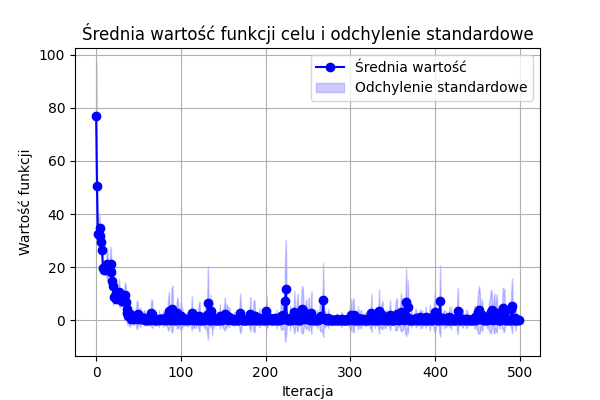 Średnia wartość funkcji celu i odchylenie standardowe
Średnia wartość
Odchylenie standardowe
Wartość funkcji
100
80
60
40
20
0
0 100 200 300 400 500
Iteracja